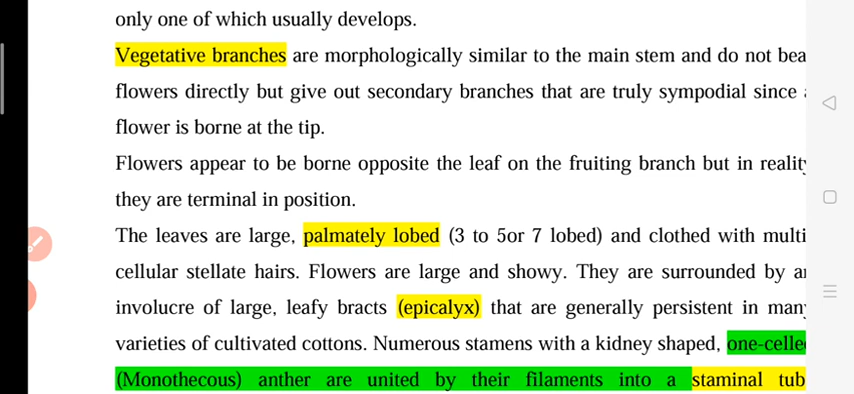 only one of which usually develops.
Vegetative branches are morphologically similar to the main stem and do not bea
flowers directly but give out secondary branches that are truly sympodial since
flower is borne at the tip.
Flowers appear to be borne opposite the leaf on the fruiting branch but in realit
they are terminal in position.
The leaves are large, palmately lobed (3 to 5or 7 lobed) and clothed with multi
cellular stellate hairs. Flowers are large and showy. They are surrounded by a
involucre of large, leafy bracts (epicalyx) that are generally persistent in man
varieties of cultivated cottons. Numerous stamens with a kidney shaped, one-celle
(Monothecous) anther are united by their filaments into a staminal tub